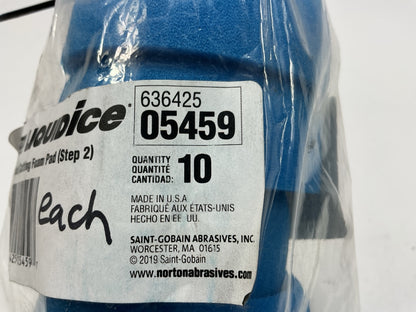 636425
05459
Foam Pad (Step 2)
QUANTITY
QUANTITÉ
CANTIDAD:
10
each
MADE IN U.S.A
FABRIQUÉ AUX ÉTATS-UNIS
HECHO EN EE. UU.
SAINT-GOBAIN ABRASIVES, INC.
WORCESTER, MA 01615
© 2019 Saint-Gobain
www.nortonabrasives.com